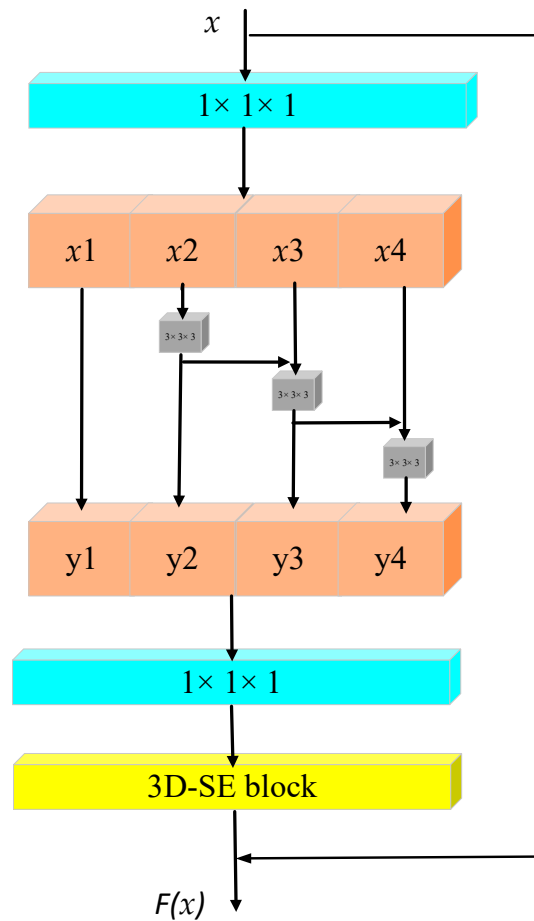 x
1× 1× 1
x1 x2 x3 x4
3×3×3
3×3×3
3×3×3
y1 y2 y3 y4
1× 1× 1
3D-SE block
F(x)